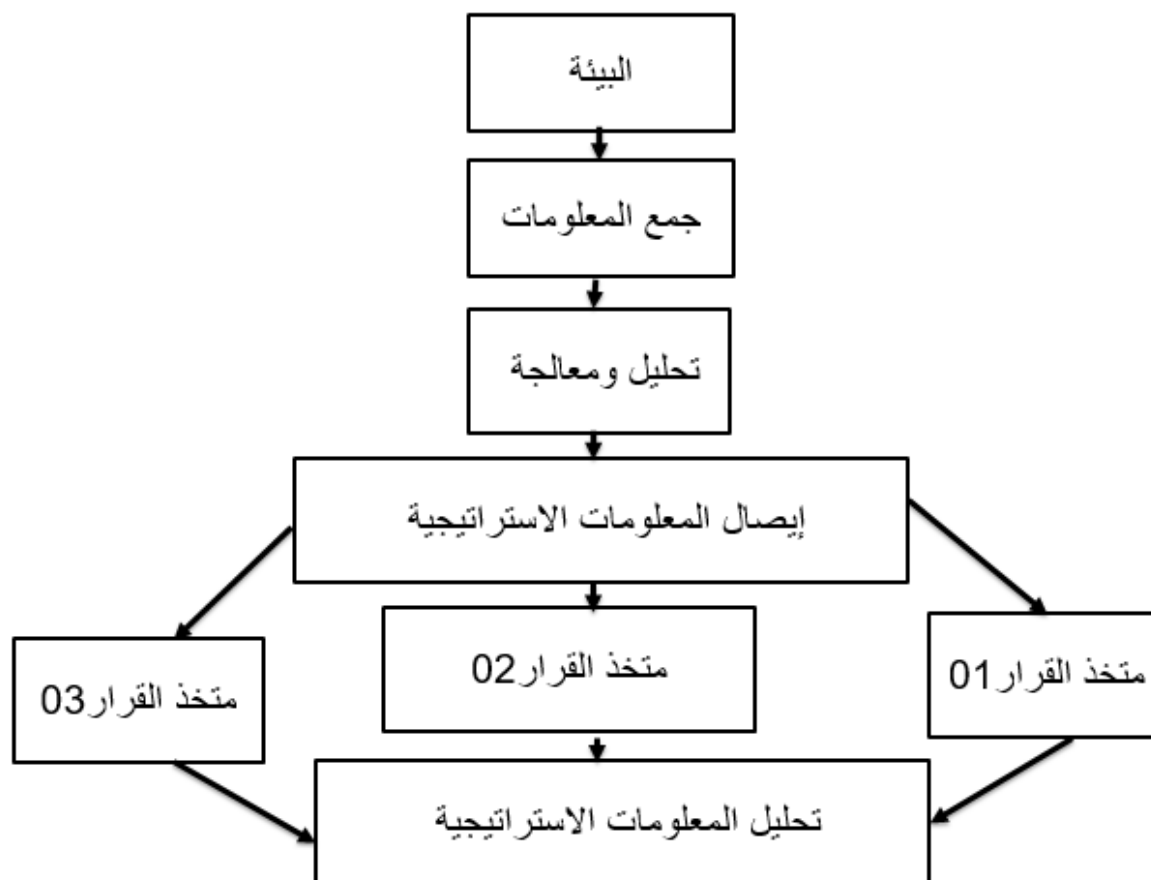 البيئة
جمع المعلومات
تحليل ومعالجة
إيصال المعلومات الاستراتيجية
متخذ القرار01
متخذ القرار02
متخذ القرار03
تحليل المعلومات الاستراتيجية